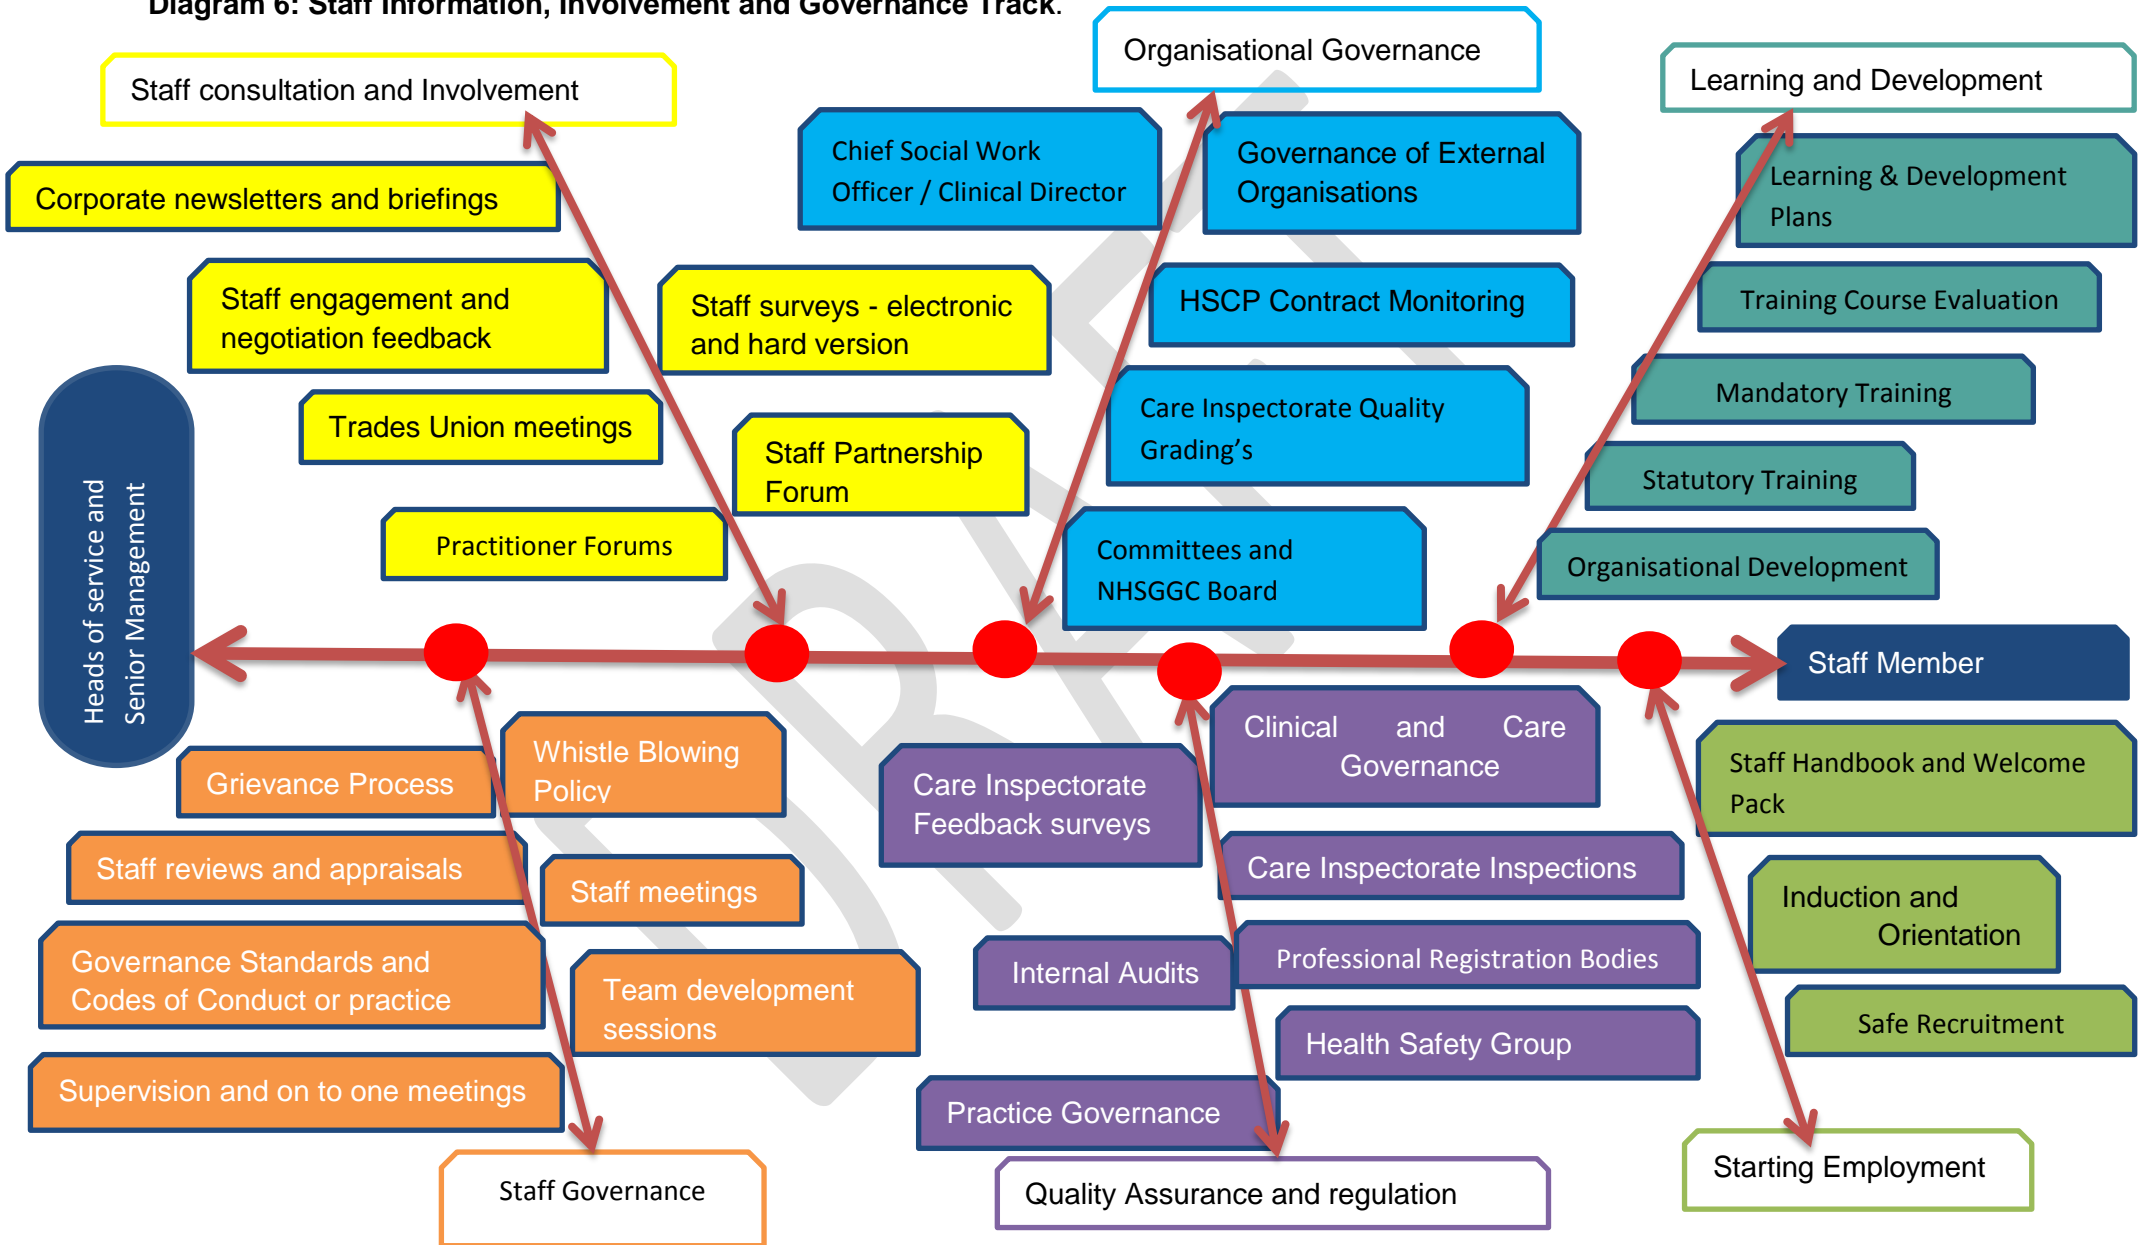 Diagram 6: Staff Information, Involvement and Governance Track.
Staff consultation and Involvement
Organisational Governance
Learning and Development
Corporate newsletters and briefings
Staff engagement and
negotiation feedback
Trades Union meetings
Practitioner Forums
Staff surveys - electronic
and hard version
Staff Partnership
Forum
Chief Social Work
Officer / Clinical Director
Governance of External
Organisations
HSCP Contract Monitoring
Care Inspectorate Quality
Grading’s
Committees and
NHSGGC Board
Learning & Development
Plans
Training Course Evaluation
Mandatory Training
Statutory Training
Organisational Development
Heads of service and
Senior Management
Staff Member
Grievance Process
Whistle Blowing
Policy
Staff reviews and appraisals
Staff meetings
Governance Standards and
Codes of Conduct or practice
Team development
sessions
Supervision and on to one meetings
Staff Governance
Care Inspectorate
Feedback surveys
Clinical and Care
Governance
Care Inspectorate Inspections
Internal Audits
Professional Registration Bodies
Health Safety Group
Practice Governance
Quality Assurance and regulation
Staff Handbook and Welcome
Pack
Induction and
Orientation
Safe Recruitment
Starting Employment
DRAFT